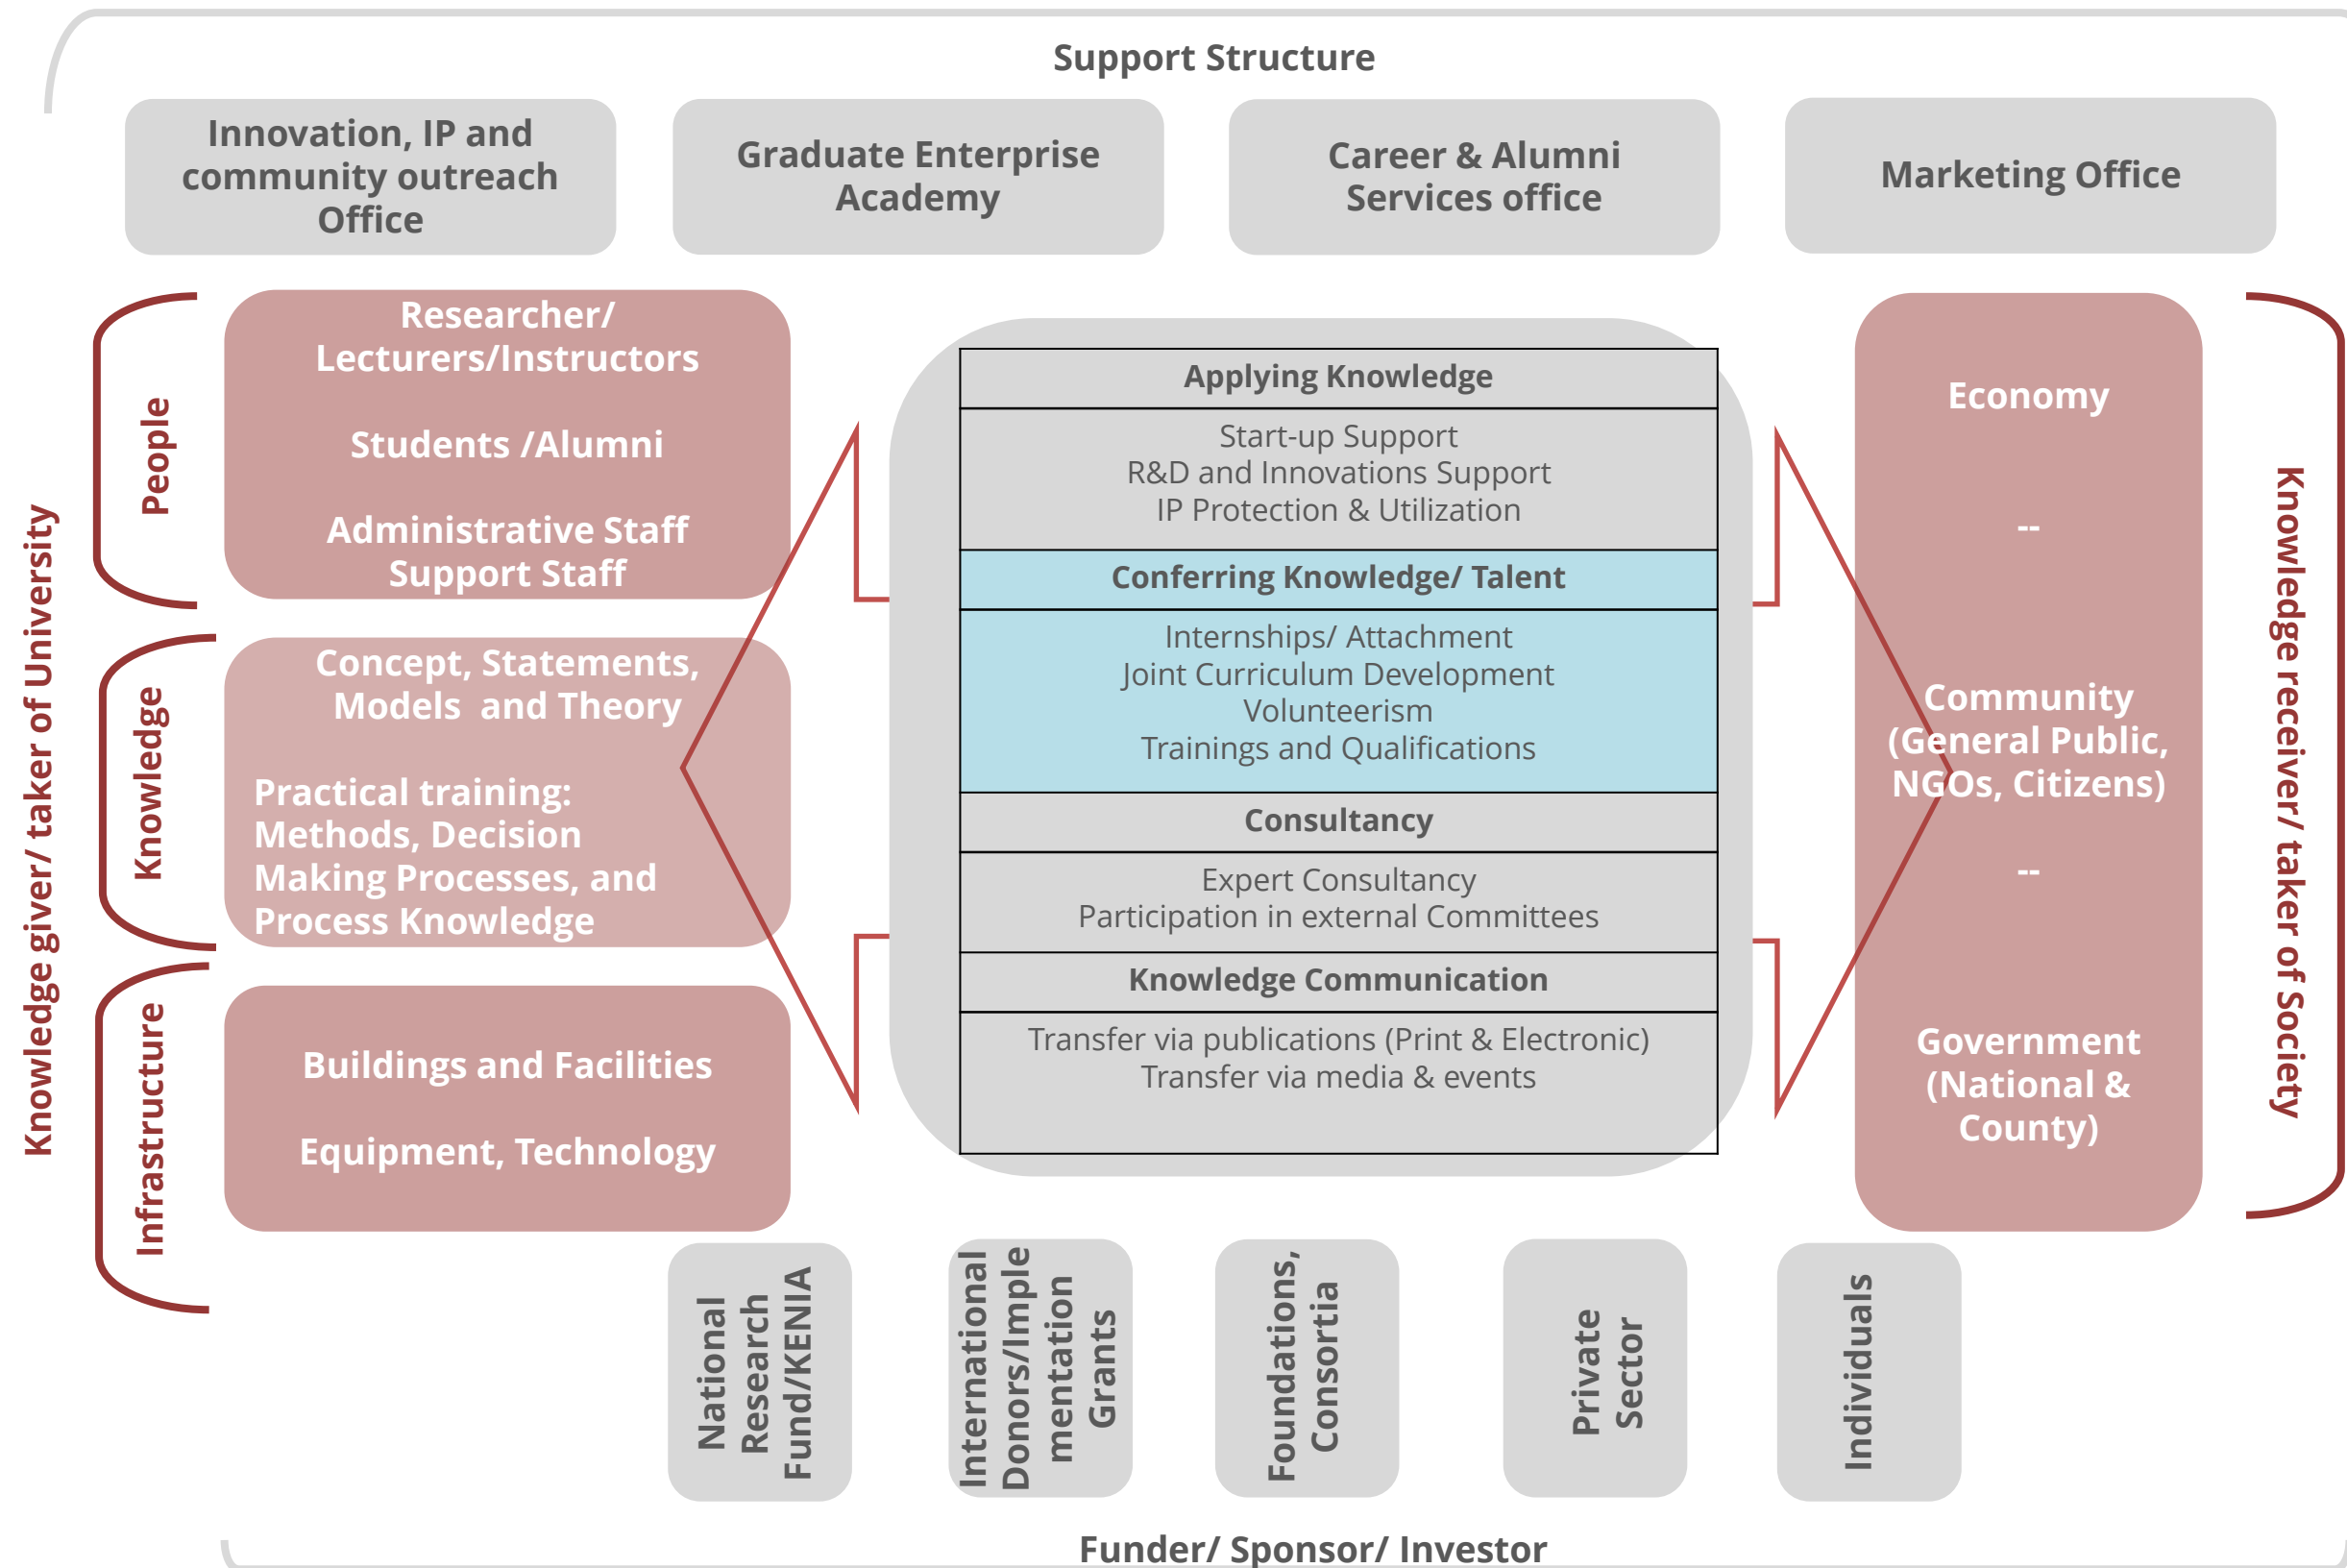 Support Structure
Innovation, IP and
community outreach
Office
Graduate Enterprise
Academy
Career & Alumni
Services office
Marketing Office
Knowledge giver/ taker of University
People
Researcher/
Lecturers/Instructors
Students /Alumni
Administrative Staff
Support Staff
Knowledge
Concept, Statements,
Models and Theory
Practical training:
Methods, Decision
Making Processes, and
Process Knowledge
Infrastructure
Buildings and Facilities
Equipment, Technology
Applying Knowledge
Start-up Support
R&D and Innovations Support
IP Protection & Utilization
Conferring Knowledge/ Talent
Internships/ Attachment
Joint Curriculum Development
Volunteerism
Trainings and Qualifications
Consultancy
Expert Consultancy
Participation in external Committees
Knowledge Communication
Transfer via publications (Print & Electronic)
Transfer via media & events
Economy
--
Community
(General Public,
NGOs, Citizens)
--
Government
(National &
County)
Knowledge receiver/ taker of Society
National
Research
Fund/KENIA
International
Donors/Imple
mentation
Grants
Foundations,
Consortia
Private
Sector
Individuals
Funder/ Sponsor/ Investor